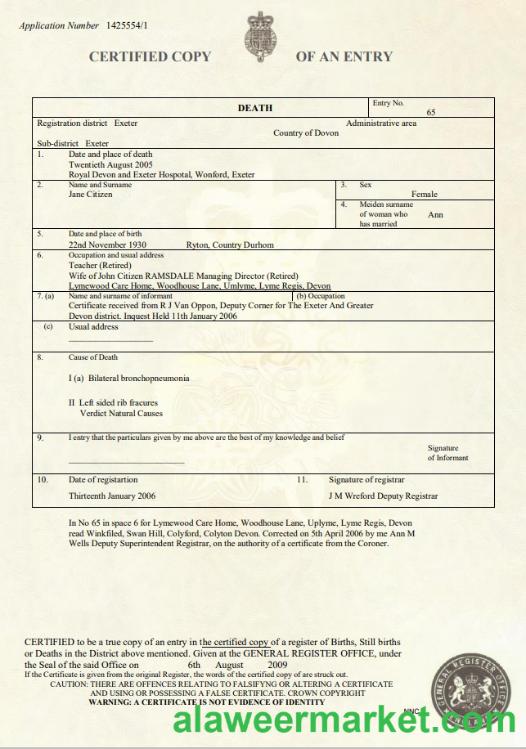 Application Number 1425554/1
CERTIFIED COPY OF AN ENTRY
DEATH
Entry No.
65
Registration district Exeter
Administrative area
Country of Dovon
Sub-district Exeter
1. Date and place of death
Twentieth August 2005
Royal Devon and Exeter Hospotal, Wonford, Exeter
2. Name and Surname
Jane Citizen
3. Sex
Female
4. Meiden surname
of woman who
has married
Ann
5. Date and place of birth
22nd November 1930 Ryton, Country Durhom
6. Occupation and usual address
Teacher (Retired)
Wife of John Citizen RAMSDALE Managing Director (Retired)
Lymewood Care Home, Woodhouse Lane, Umlyme, Lyme Regis, Devon
7. (a) Name and surname of informant (b) Occupation
Certificate received from R J Van Oppon, Deputy Corner for The Exeter And Greater
Devon district. Inquest Held 11th January 2006
(c) Usual address
8. Cause of Death
I (a) Bilateral bronchopneumonia
II Left sided rib fracures
Verdict Natural Causes
9. I entry that the particulars given by me above are the best of my knowledge and belief
Signature
of Informant
10. Date of registartion
Thirteenth January 2006
11. Signature of registrar
J M Wreford Deputy Registrar
In No 65 in space 6 for Lymewood Care Home, Woodhouse Lane, Uplyme, Lyme Regis, Devon
read Winkfiled, Swan Hill, Colyford, Colyton Devon. Corrected on 5th April 2006 by me Ann M
Wells Deputy Superintendent Registrar, on the authority of a certificate from the Coroner.
CERTIFIED to be a true copy of an entry in the certified copy of a register of Births, Still births
or Deaths in the District above mentioned. Given at the GENERAL REGISTER OFFICE, under
the Seal of the said Office on 6th August 2009
If the Certificate is given from the original Register, the words of the certified copy of are struck out.
CAUTION: THERE ARE OFFENCES RELATING TO FALSIFYNG OR ALTERING A CERTIFICATE
AND USING OR POSSESSING A FALSE CERTIFICATE. CROWN COPYRIGHT
WARNING: A CERTIFICATE IS NOT EVIDENCE OF IDENTITY
GENERAL REGISTER OFFICE
alaweermarket.com